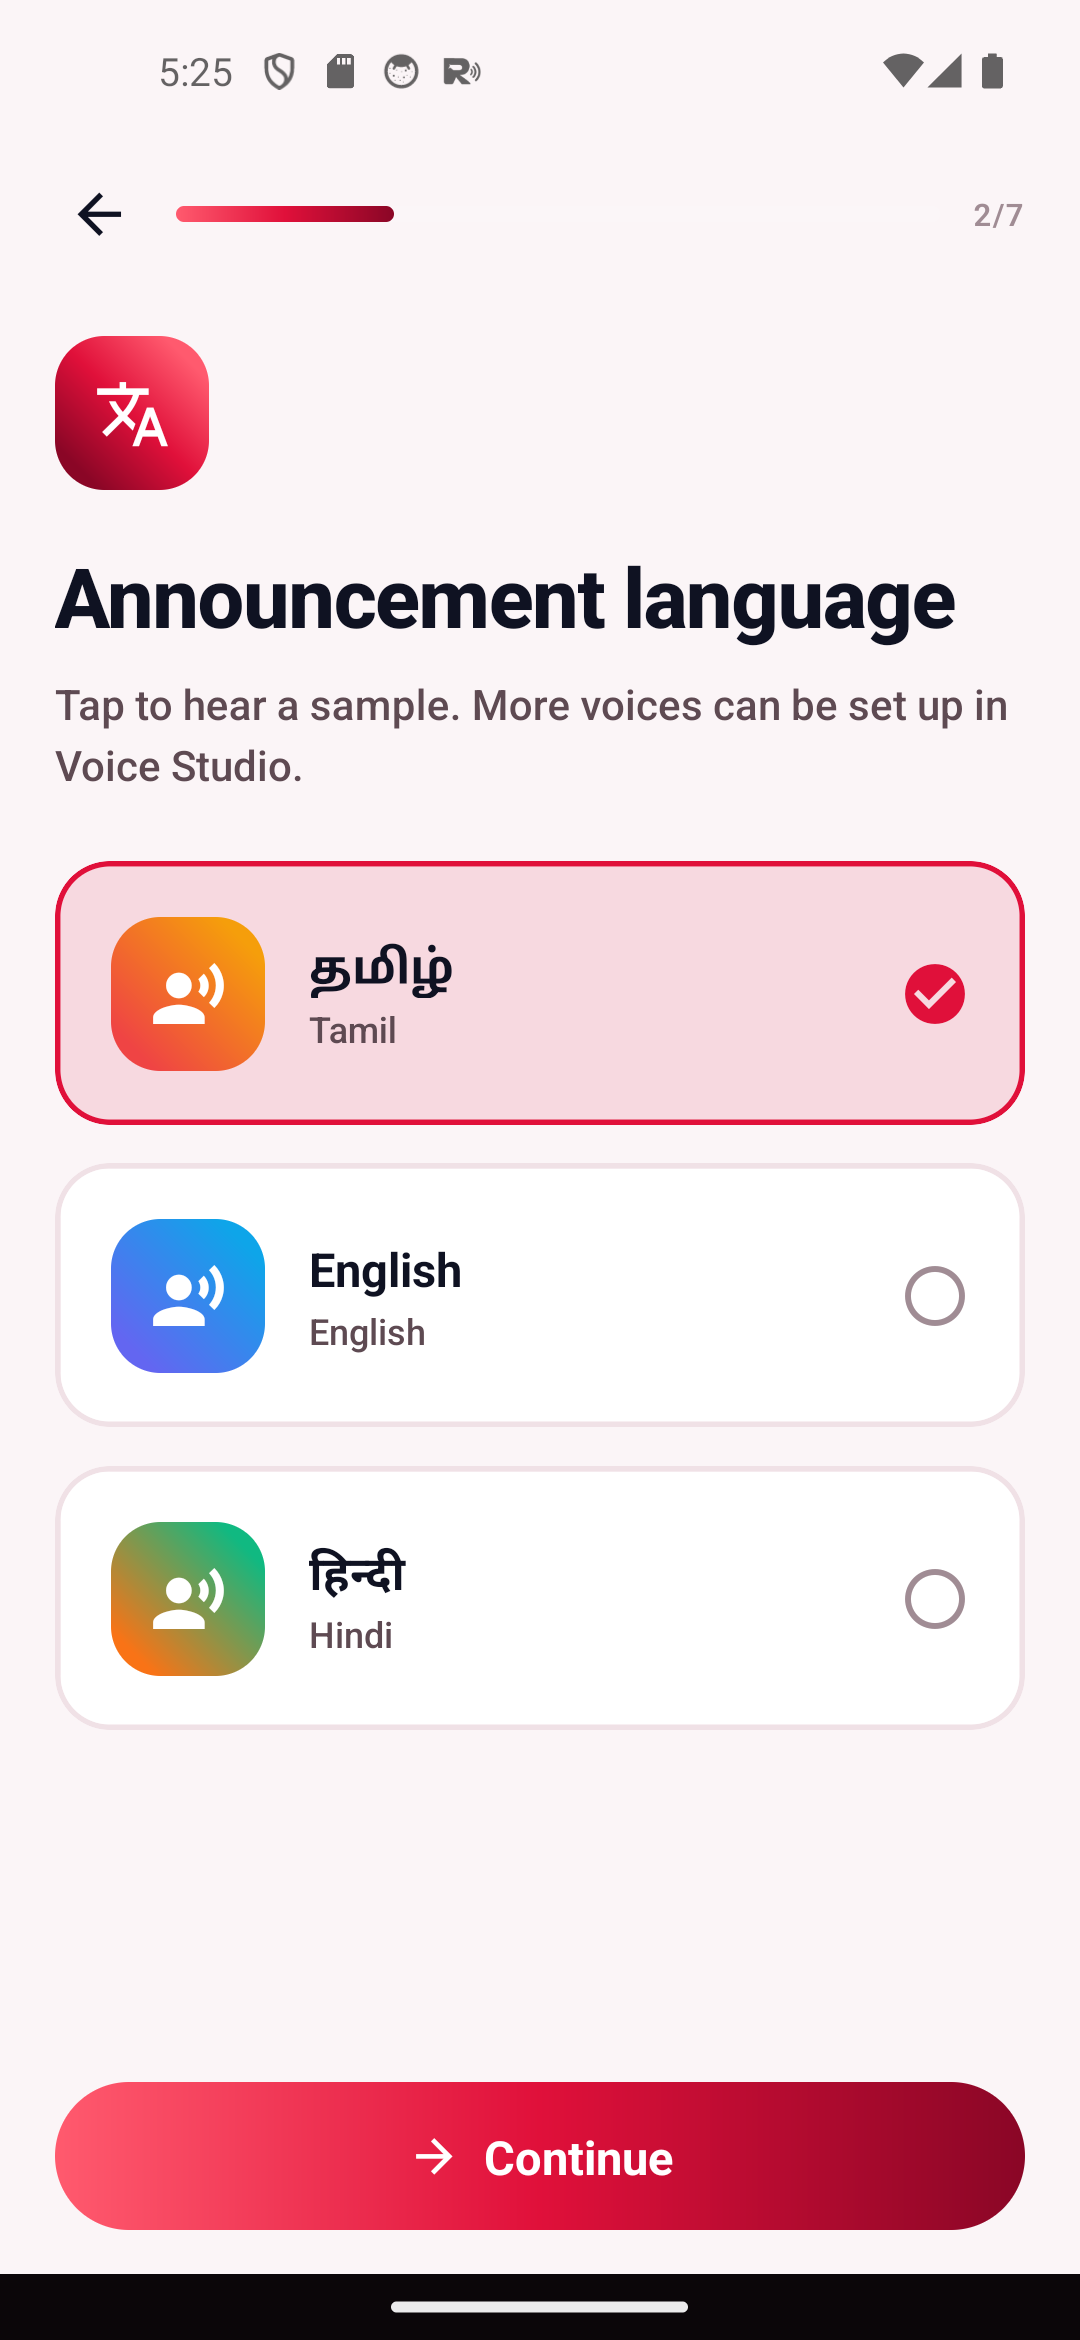 5:25
2/7
Announcement language
Tap to hear a sample. More voices can be set up in
Voice Studio.
தமிழ்
Tamil
English
English
हिन्दी
Hindi
Continue